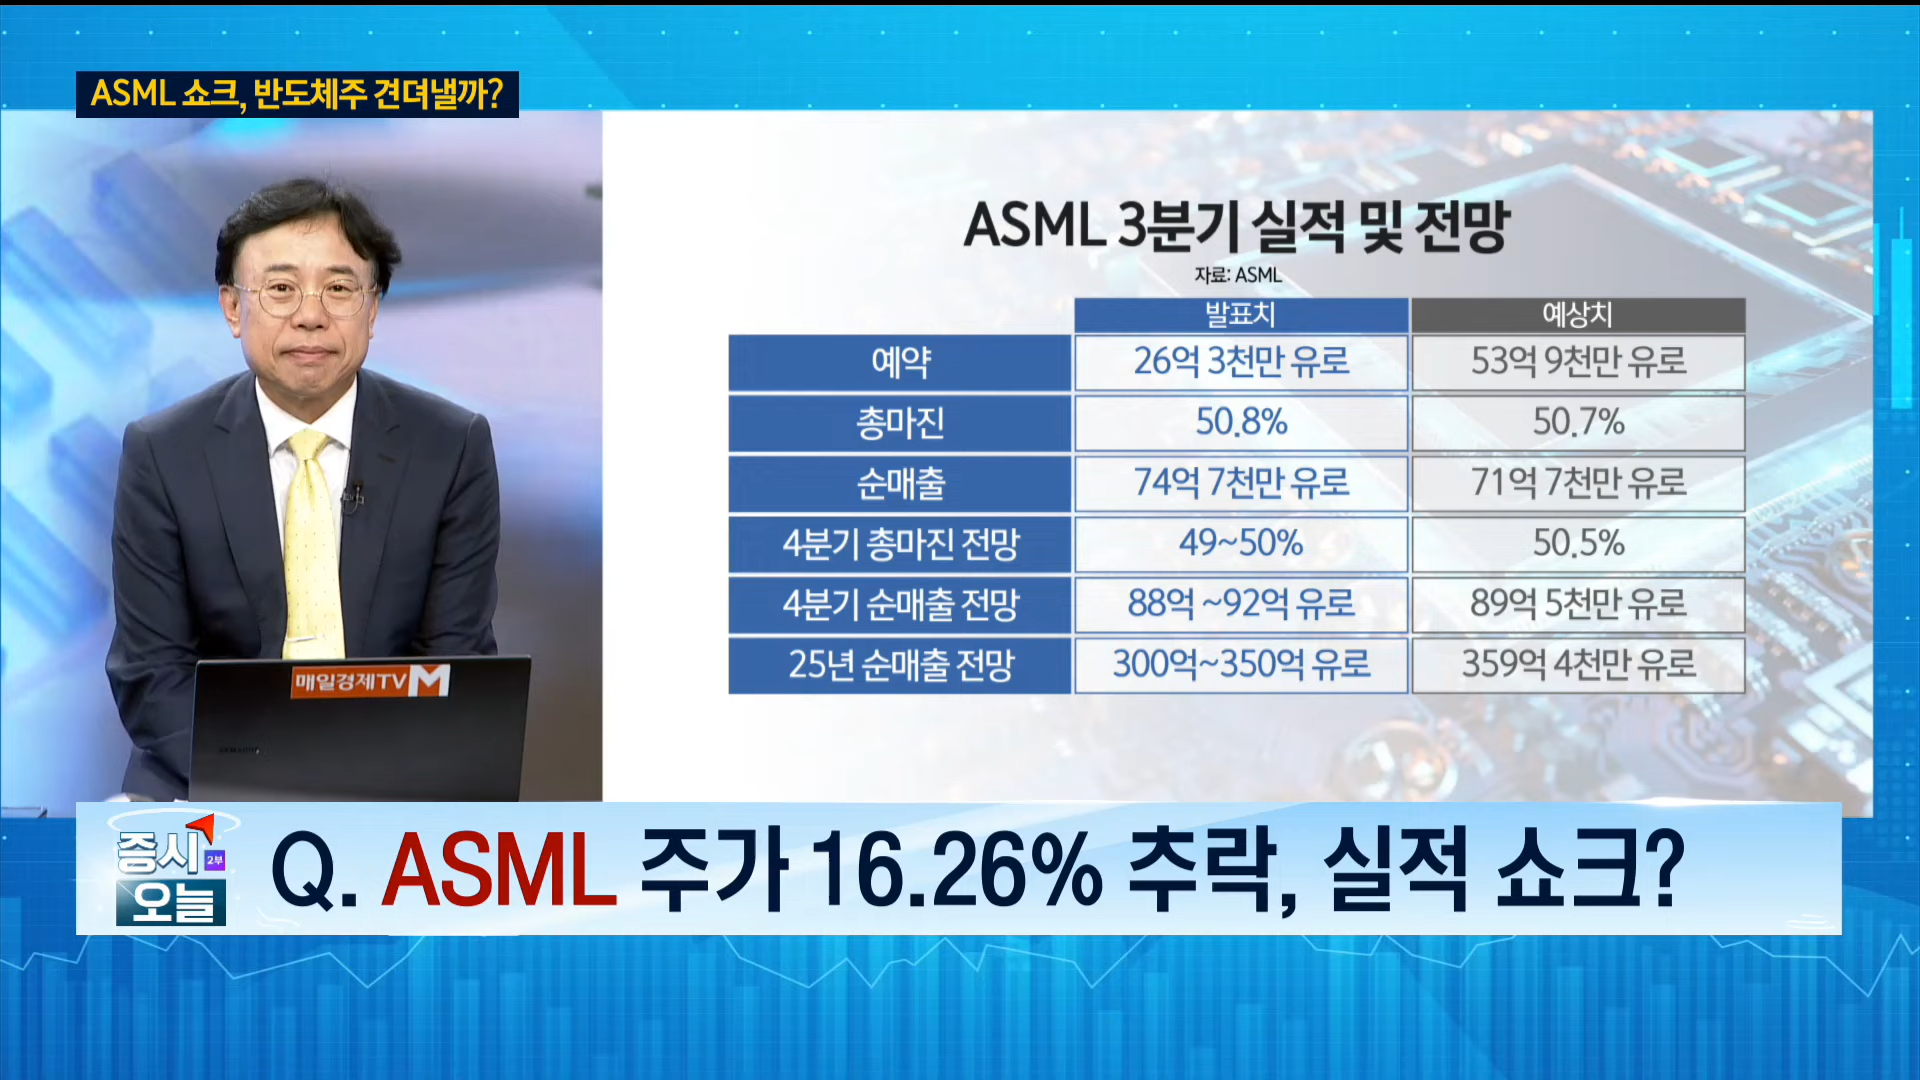 ASML 쇼크, 반도체주 견뎌낼까?
ASML 3분기 실적 및 전망
자료: ASML
발표치 예상치
예약 26억 3천만 유로 53억 9천만 유로
총마진 50.8% 50.7%
순매출 74억 7천만 유로 71억 7천만 유로
4분기 총마진 전망 49~50% 50.5%
4분기 순매출 전망 88억 ~92억 유로 89억 5천만 유로
25년 순매출 전망 300억~350억 유로 359억 4천만 유로
매일경제TV M
증시 2부
오늘
Q. ASML 주가 16.26% 추락, 실적 쇼크?